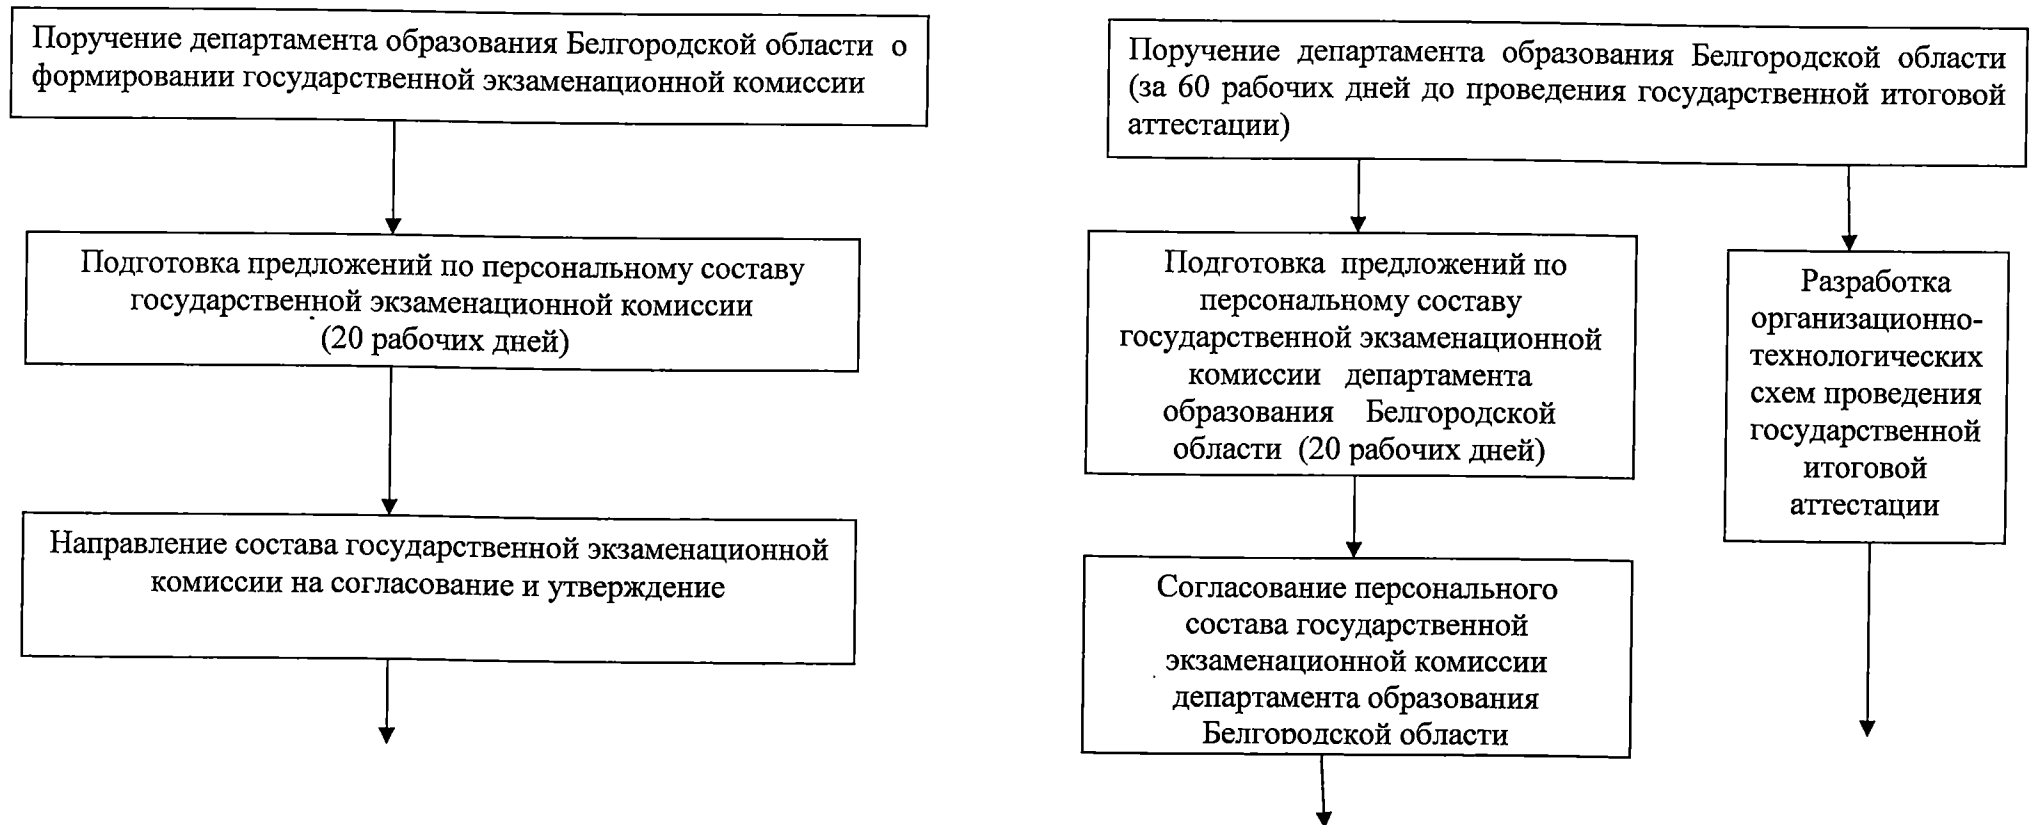 Поручение департамента образования Белгородской области о
формировании государственной экзаменационной комиссии
Подготовка предложений по персональному составу
государственной экзаменационной комиссии
(20 рабочих дней)
Направление состава государственной экзаменационной
комиссии на согласование и утверждение
Поручение департамента образования Белгородской области
(за 60 рабочих дней до проведения государственной итоговой
аттестации)
Подготовка предложений по
персональному составу
государственной экзаменационной
комиссии департамента
образования Белгородской
области (20 рабочих дней)
Разработка
организационно-
технологических
схем проведения
государственной
итоговой
аттестации
Согласование персонального
состава государственной
экзаменационной комиссии
департамента образования
Белгородской области